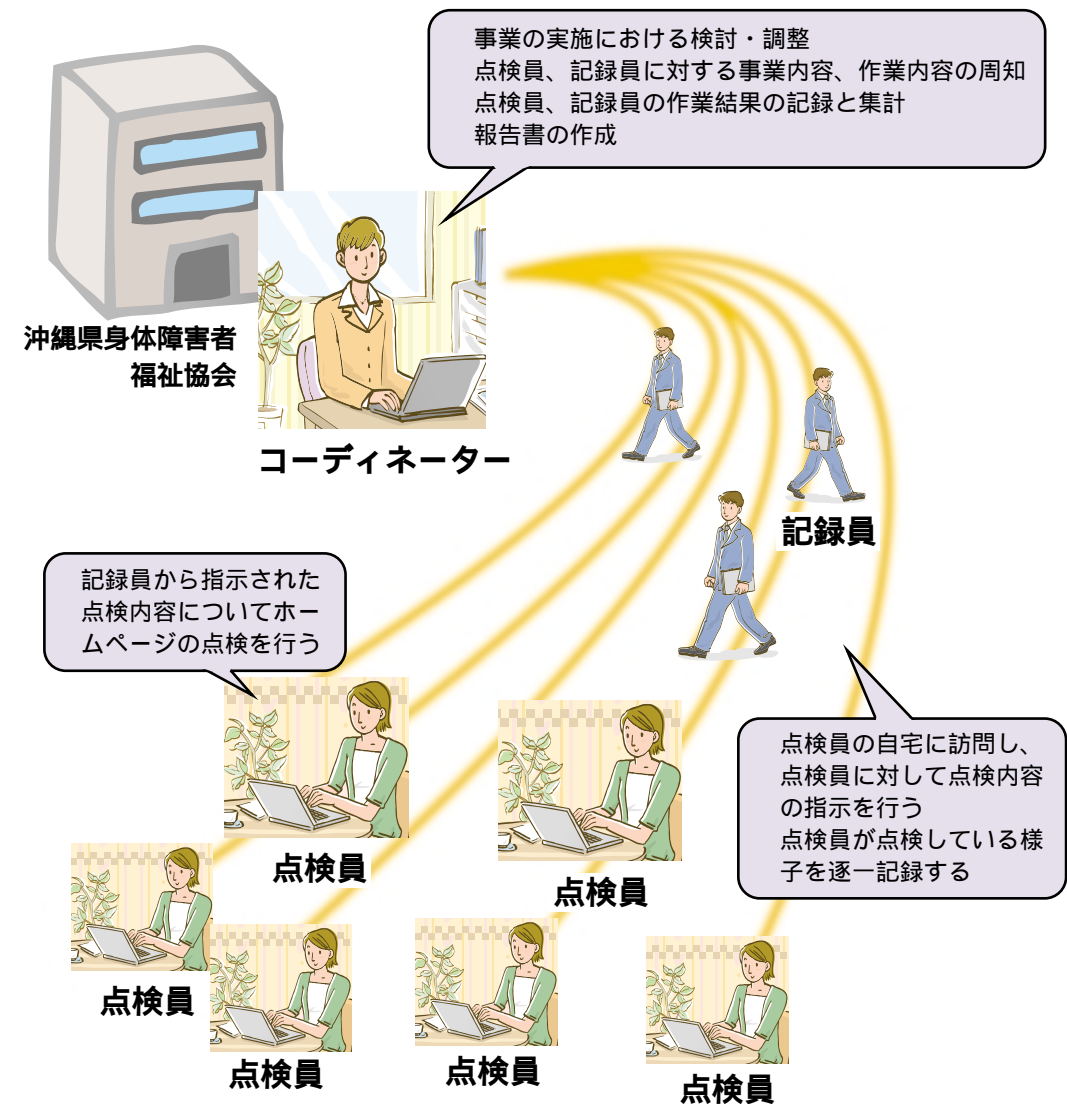 事業の実施における検討・調整
点検員、記録員に対する事業内容、作業内容の周知
点検員、記録員の作業結果の記録と集計
報告書の作成
沖縄県身体障害者
福祉協会
コーディネーター
記録員
記録員から指示された
点検内容についてホー
ムページの点検を行う
点検員の自宅に訪問し、
点検員に対して点検内容
の指示を行う
点検員が点検している様
子を逐一記録する
点検員
点検員
点検員
点検員
点検員
点検員